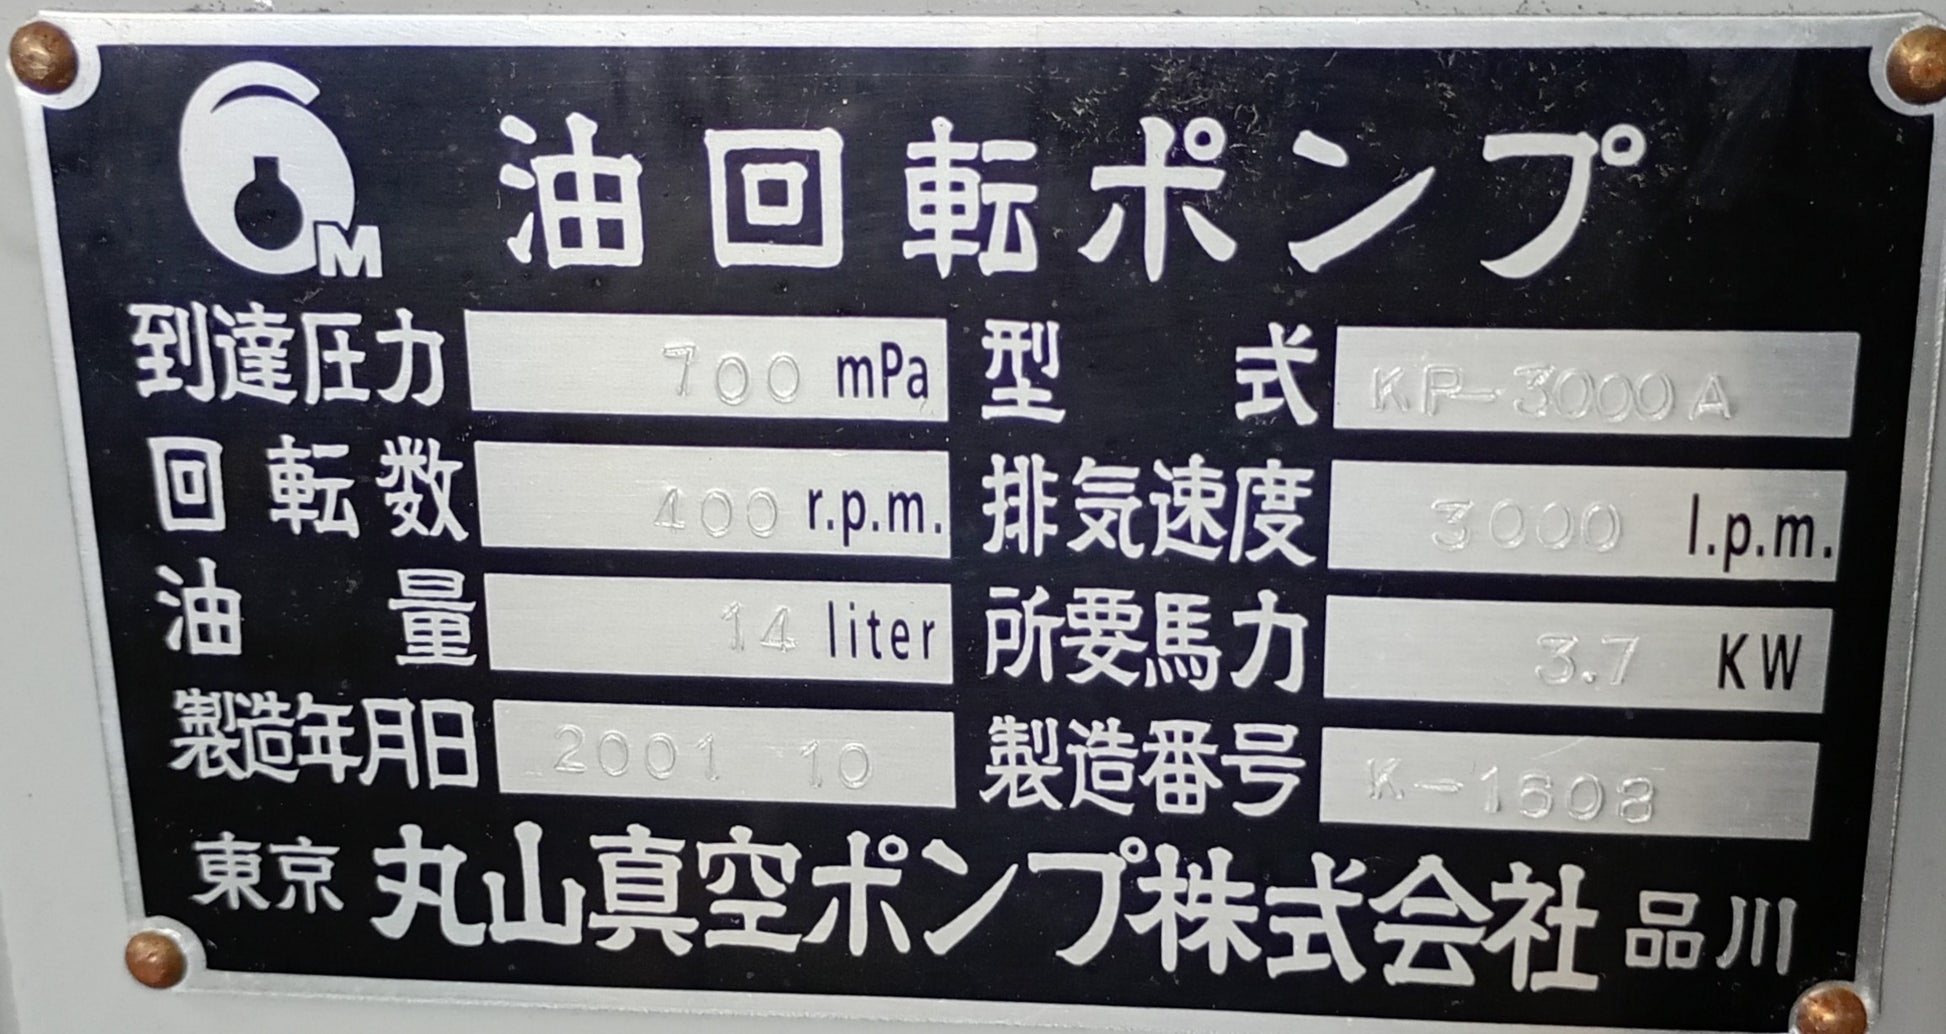 M 油回転ポンプ
到達圧力 700 mPa 型式 KP-3000A
回転数 400 r.p.m. 排気速度 3000 l.p.m.
油量 14 liter 所要馬力 3.7 KW
製造年月日 2001 10 製造番号 K-1608
東京 丸山真空ポンプ株式会社 品川